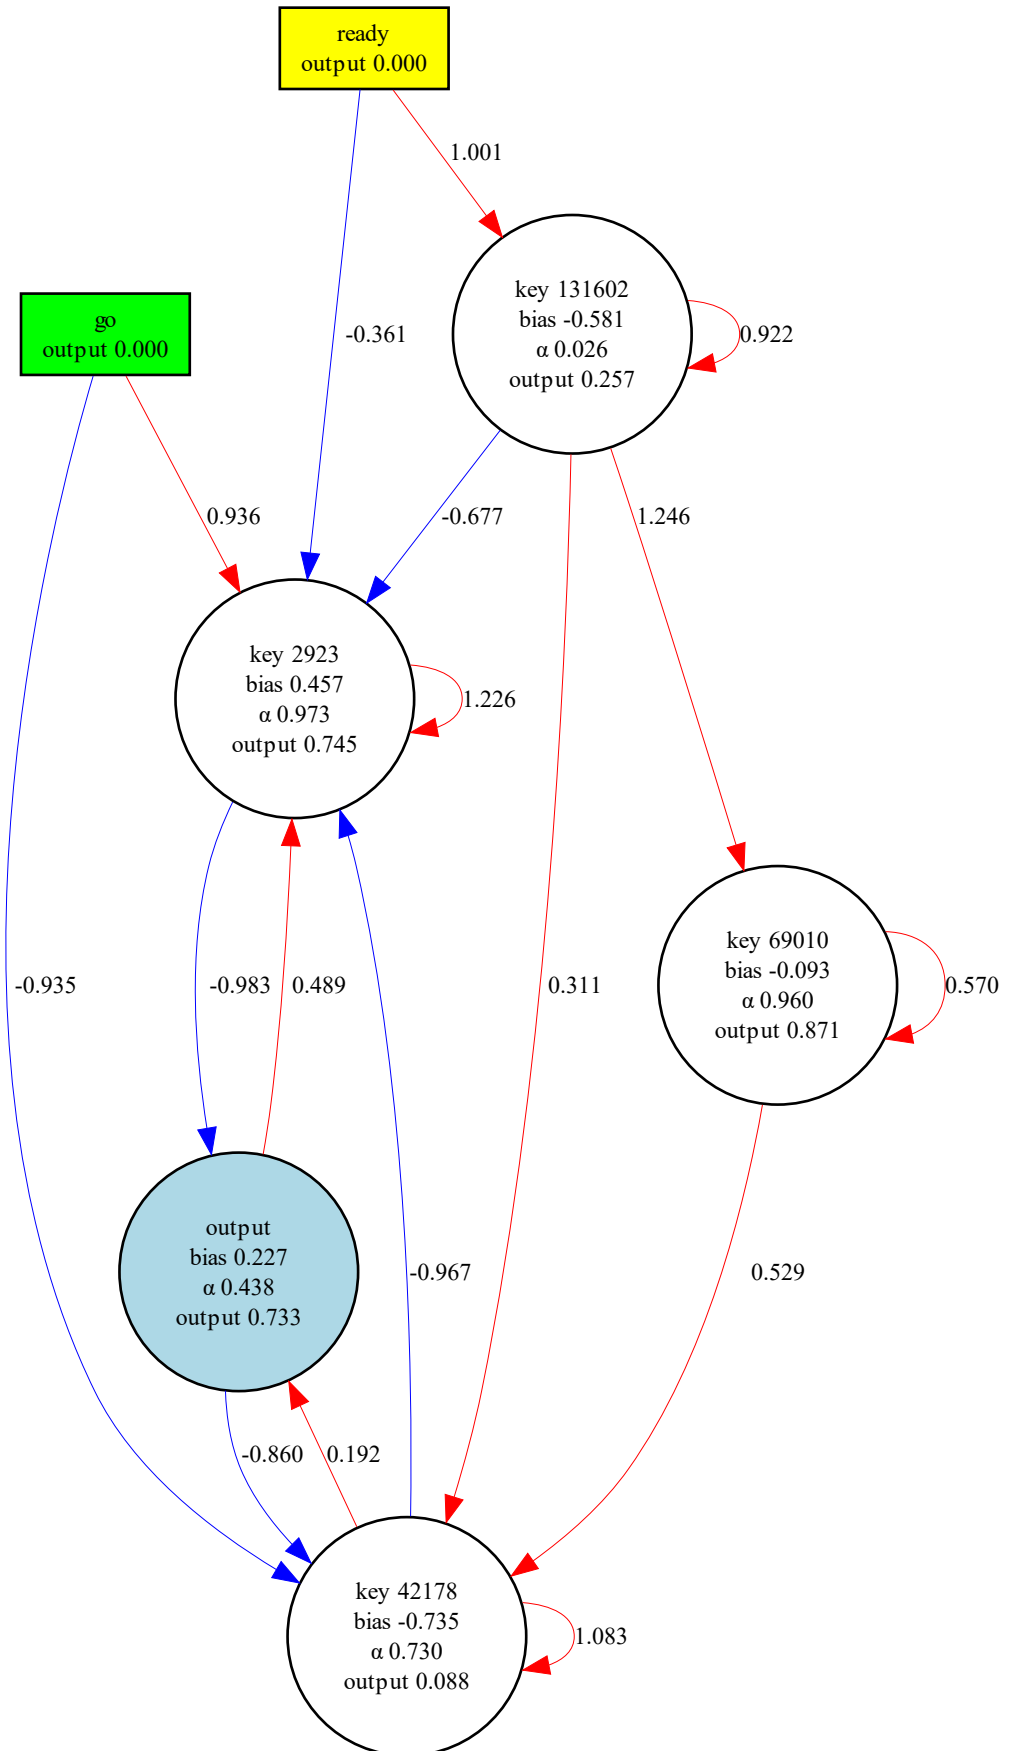 ready
output 0.000
1.001
key 131602
bias -0.581
α 0.026
output 0.257
0.922
go
output 0.000
-0.361
0.936
-0.677
1.246
key 2923
bias 0.457
α 0.973
output 0.745
1.226
key 69010
bias -0.093
α 0.960
output 0.871
0.570
-0.935
-0.983
0.489
0.311
output
bias 0.227
α 0.438
output 0.733
-0.967
0.529
-0.860
0.192
key 42178
bias -0.735
α 0.730
output 0.088
1.083